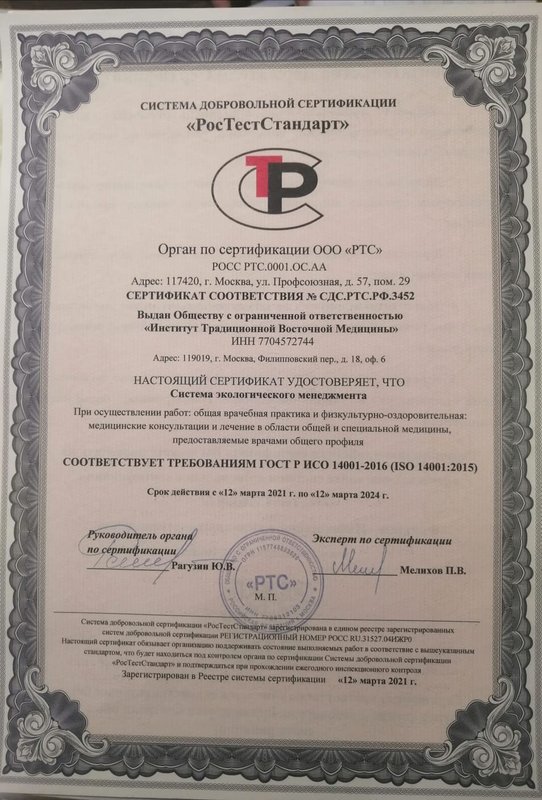 СИСТЕМА ДОБРОВОЛЬНОЙ СЕРТИФИКАЦИИ
«РосТестСтандарт»
СТР
Орган по сертификации ООО «РТС»
РОСС РТС.0001.ОС.АА
Адрес: 117420, г. Москва, ул. Профсоюзная, д. 57, пом. 29
СЕРТИФИКАТ СООТВЕТСТВИЯ № СДС.РТС.РФ.3452
Выдан Обществу с ограниченной ответственностью
«Институт Традиционной Восточной Медицины»
ИНН 7704572744
Адрес: 119019, г. Москва, Филипповский пер., д. 18, оф. 6
НАСТОЯЩИЙ СЕРТИФИКАТ УДОСТОВЕРЯЕТ, ЧТО
Система экологического менеджмента
При осуществлении работ: общая врачебная практика и физкультурно-оздоровительная:
медицинские консультации и лечение в области общей и специальной медицины,
предоставляемые врачами общего профиля
СООТВЕТСТВУЕТ ТРЕБОВАНИЯМ ГОСТ Р ИСО 14001-2016 (ISO 14001:2015)
Срок действия с «12» марта 2021 г. по «12» марта 2024 г.
Руководитель органа
по сертификации
Рагузин Ю.В.
«РТС»
М. П.
Эксперт по сертификации
Мелихов П.В.
Система добровольной сертификации «РосТестСтандарт» зарегистрирована в едином реестре зарегистрированных
систем добровольной сертификации РЕГИСТРАЦИОННЫЙ НОМЕР РОСС RU.31527.04ИЖР0
Настоящий сертификат обязывает организацию поддерживать состояние выполняемых работ в соответствие с вышеуказанным
стандартом, что будет находиться под контролем органа по сертификации Системы добровольной сертификации
«РосТестСтандарт» и подтверждаться при прохождении ежегодного инспекционного контроля
Зарегистрирован в Реестре системы сертификации «12» марта 2021 г.